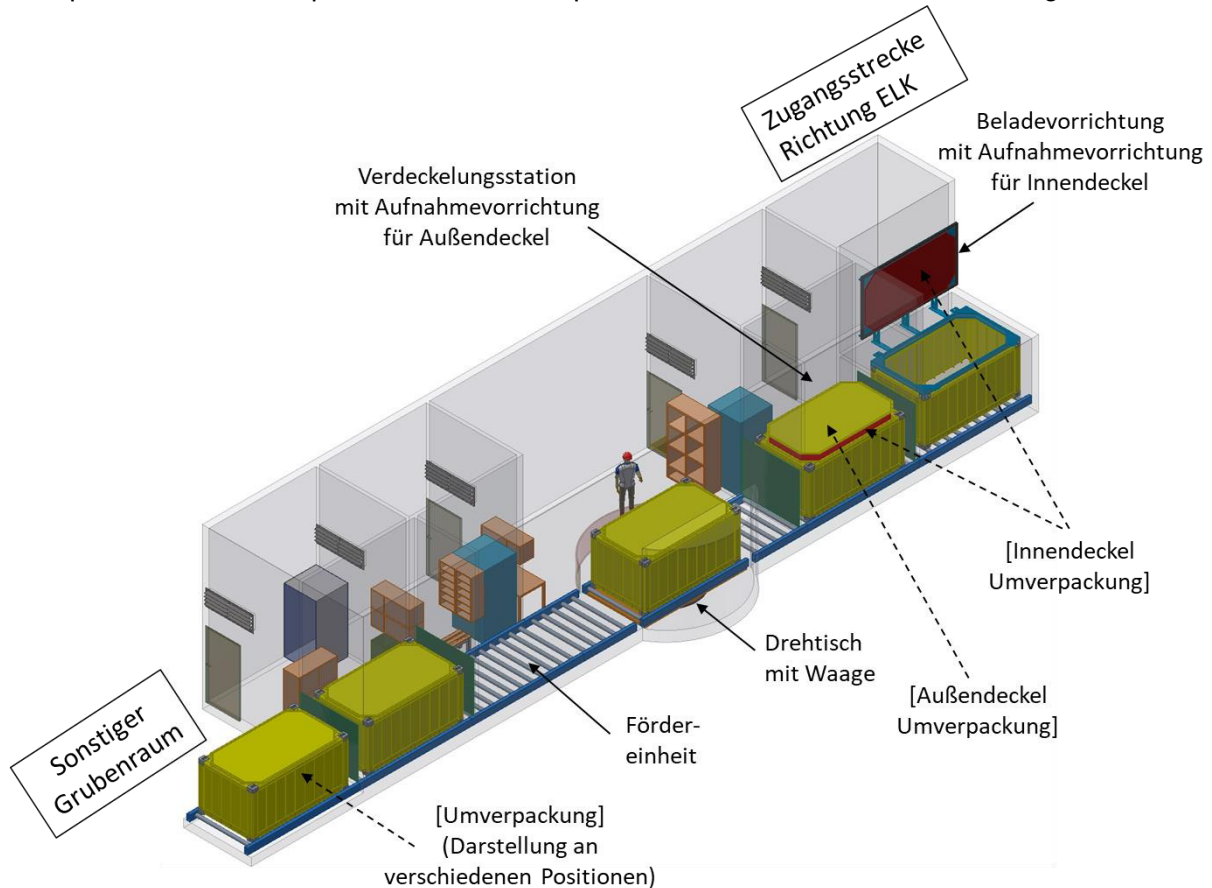 Zugangsstrecke
Richtung ELK
Beladevorrichtung
mit Aufnahmevorrichtung
für Innendeckel
Verdeckelungsstation
mit Aufnahmevorrichtung
für Außendeckel
[Innendeckel
Umverpackung]
Drehtisch
mit Waage
[Außendeckel
Umverpackung]
Förder-
einheit
Sonstiger
Grubenraum
[Umverpackung]
(Darstellung an
verschiedenen Positionen)